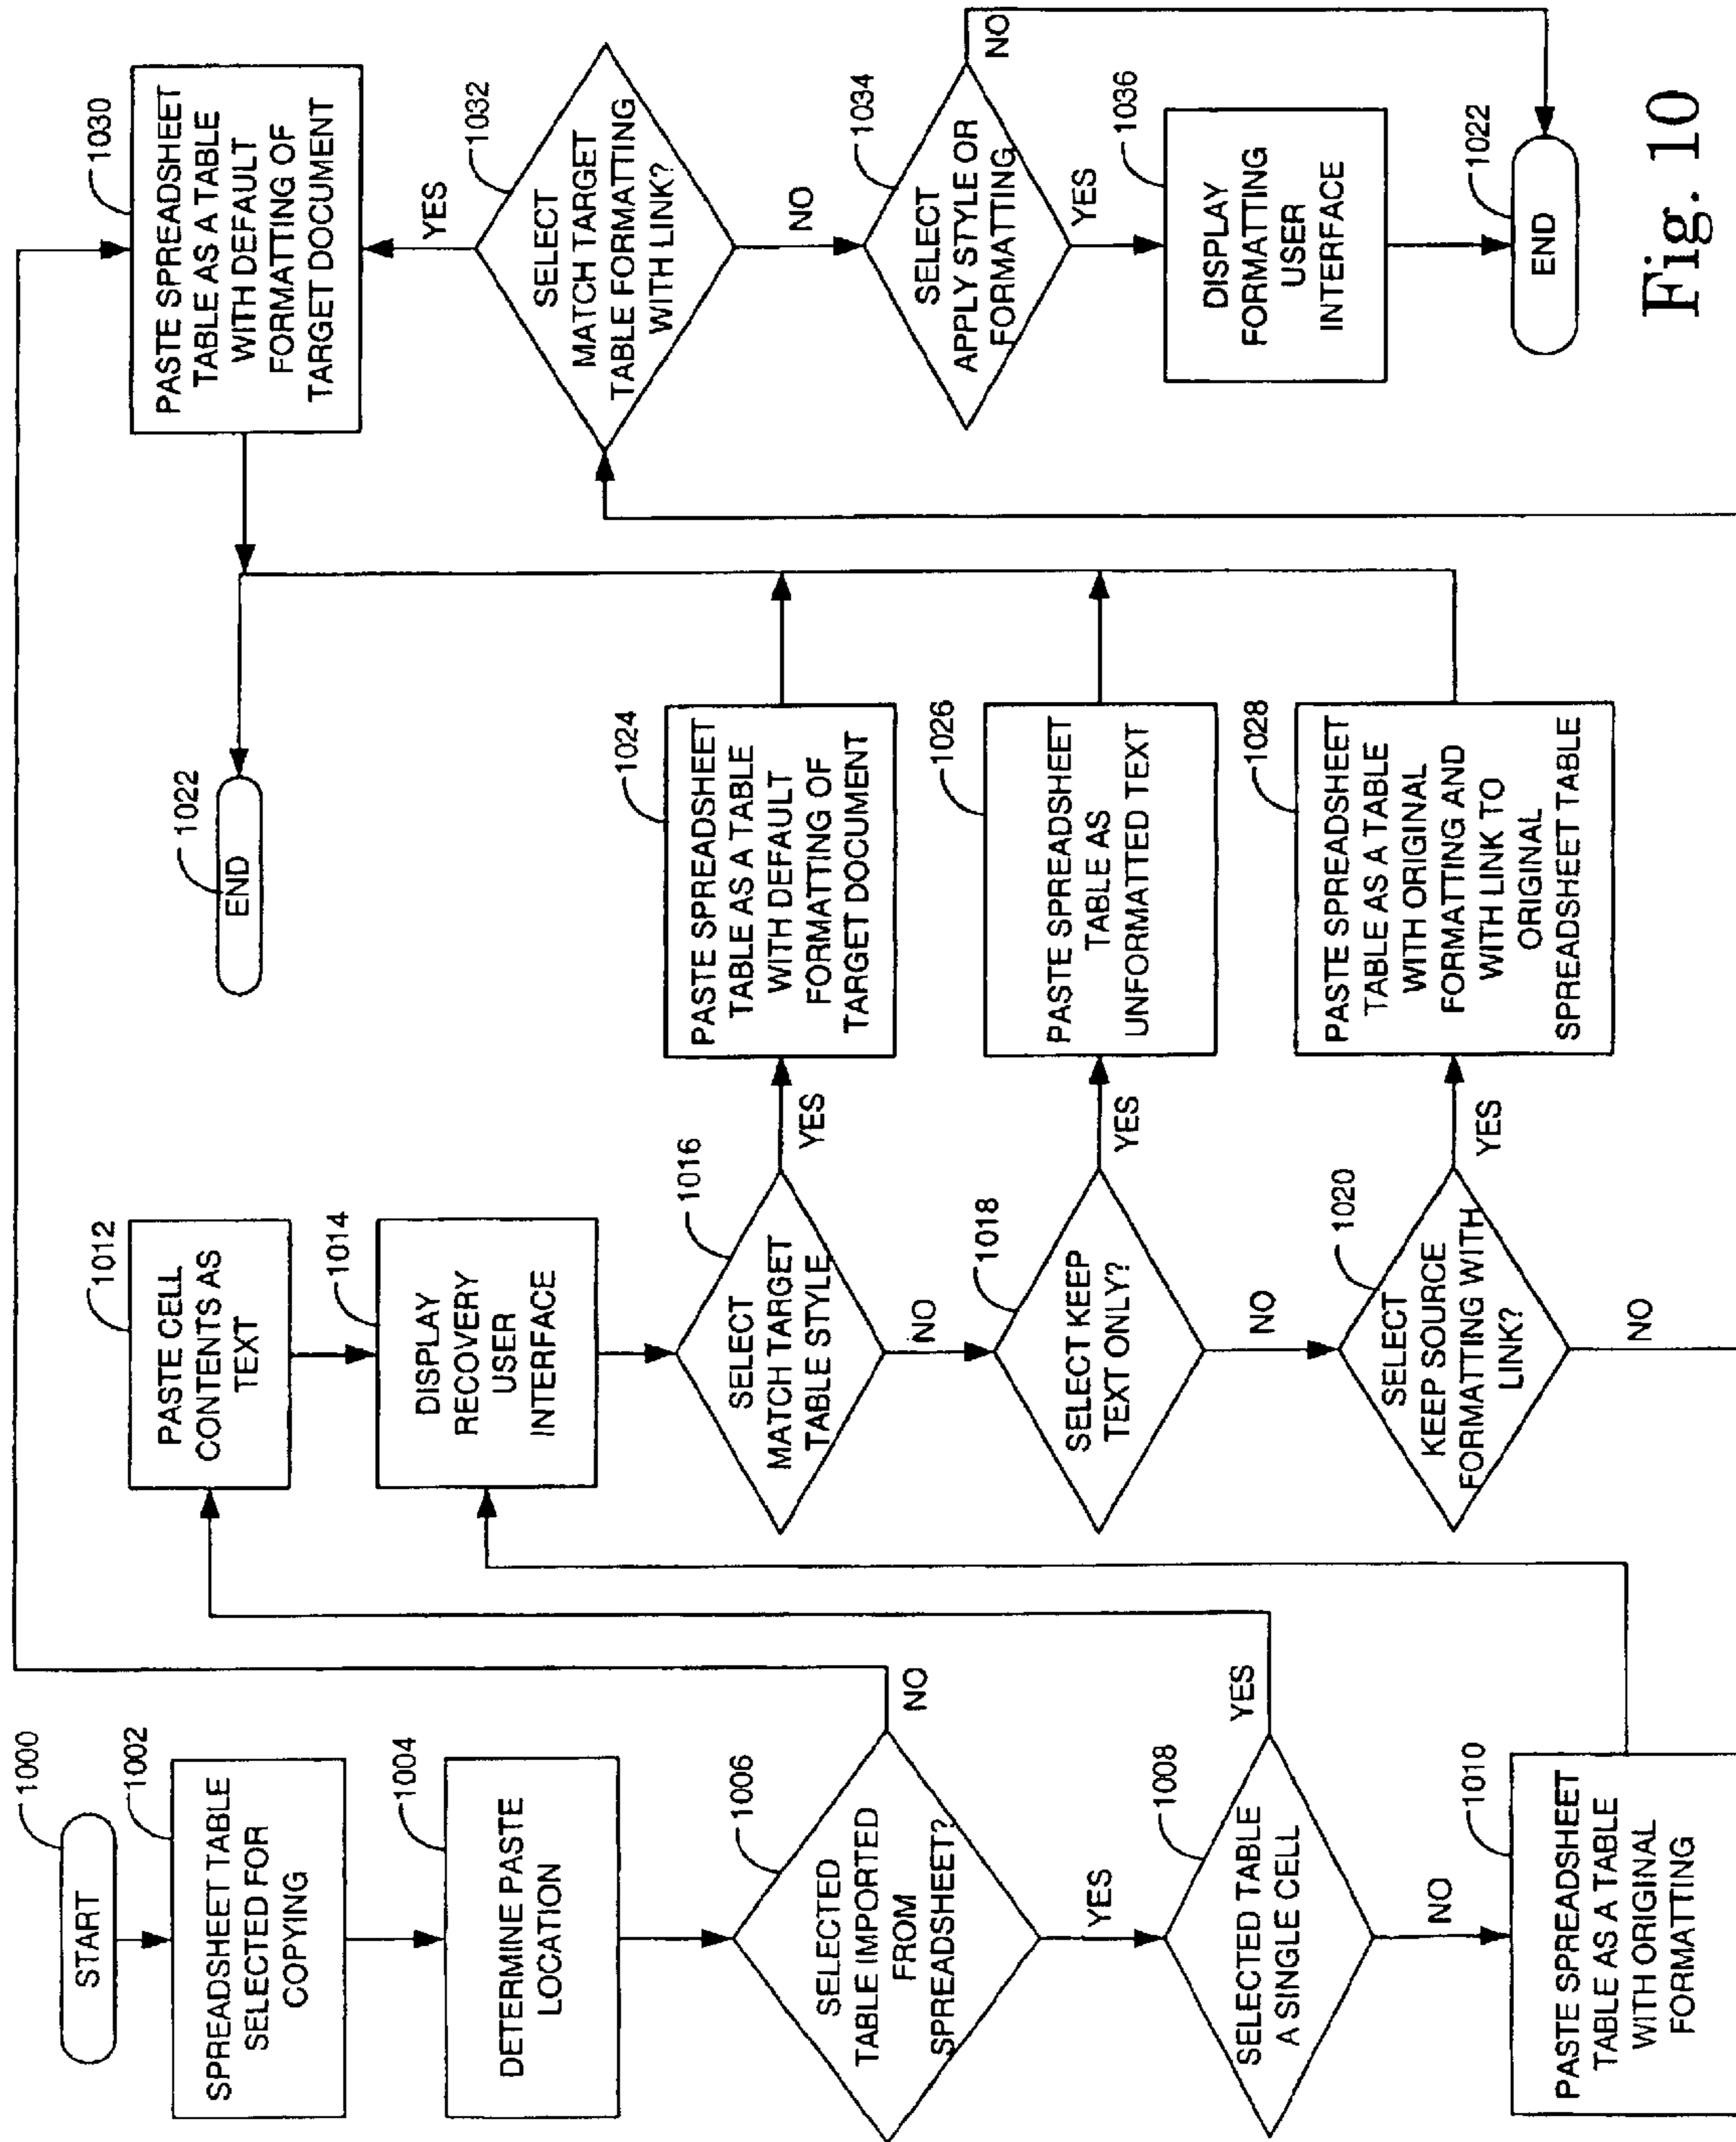 1000
START
1002
SPREADSHEET TABLE
SELECTED FOR
COPYING
1004
DETERMINE PASTE
LOCATION
1006
SELECTED
TABLE IMPORTED
FROM
SPREADSHEET?
NO
YES
1008
SELECTED TABLE
A SINGLE CELL
YES
NO
1010
PASTE SPREADSHEET
TABLE AS A TABLE
WITH ORIGINAL
FORMATTING
1012
PASTE CELL
CONTENTS AS
TEXT
1014
DISPLAY
RECOVERY
USER
INTERFACE
1016
SELECT
MATCH TARGET
TABLE STYLE
YES
NO
1018
SELECT KEEP
TEXT ONLY?
YES
NO
1020
SELECT
KEEP SOURCE
FORMATTING WITH
LINK?
YES
NO
1022
END
1024
PASTE SPREADSHEET
TABLE AS A TABLE
WITH DEFAULT
FORMATTING OF
TARGET DOCUMENT
1026
PASTE SPREADSHEET
TABLE AS
UNFORMATTED TEXT
1028
PASTE SPREADSHEET
TABLE AS A TABLE
WITH ORIGINAL
FORMATTING AND
WITH LINK TO
ORIGINAL
SPREADSHEET TABLE
1030
PASTE SPREADSHEET
TABLE AS A TABLE
WITH DEFAULT
FORMATTING OF
TARGET DOCUMENT
YES
1032
SELECT
MATCH TARGET
TABLE FORMATTING
WITH LINK?
NO
1034
SELECT
APPLY STYLE OR
FORMATTING
NO
YES
1036
DISPLAY
FORMATTING
USER
INTERFACE
1022
END
Fig. 10